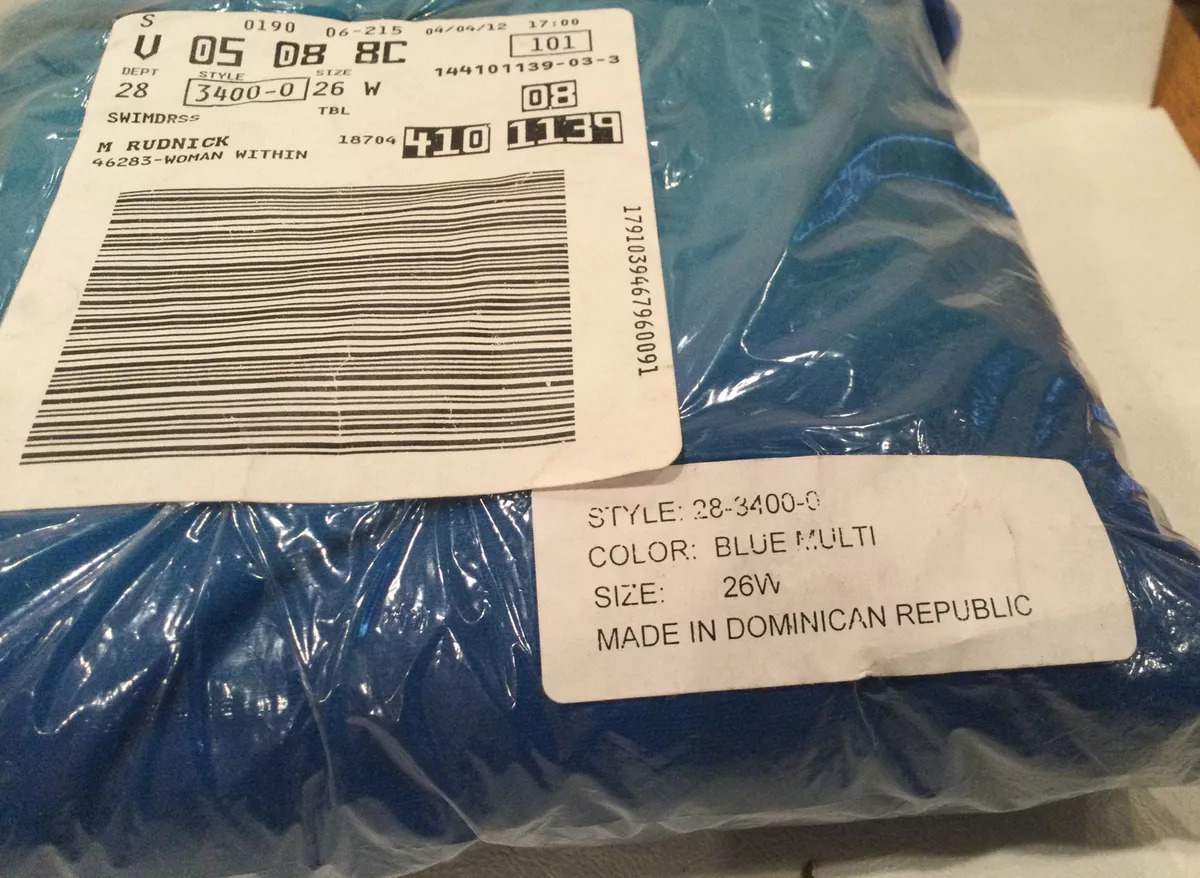 S 0190 06-215 04/04/12 17:00
V 05 08 8C 101
DEPT STYLE SIZE 144101139-03-3
28 3400-0 26 W 08
SWIMDRSS TBL
M RUDNICK 18704 410 1139
46283-WOMAN WITHIN
1791039467960091
STYLE: 28-3400-0
COLOR: BLUE MULTI
SIZE: 26W
MADE IN DOMINICAN REPUBLIC